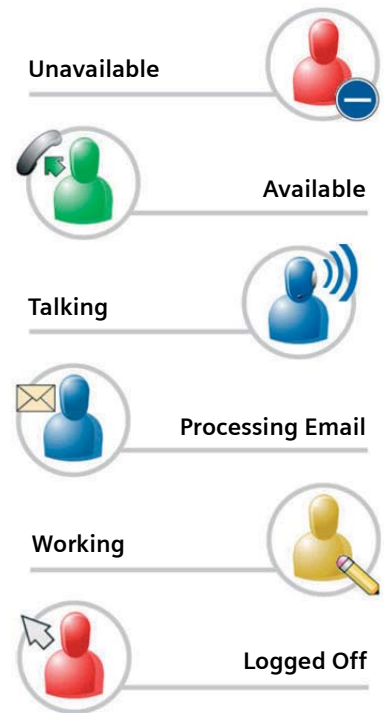 Unavailable
Available
Talking
Processing Email
Working
Logged Off